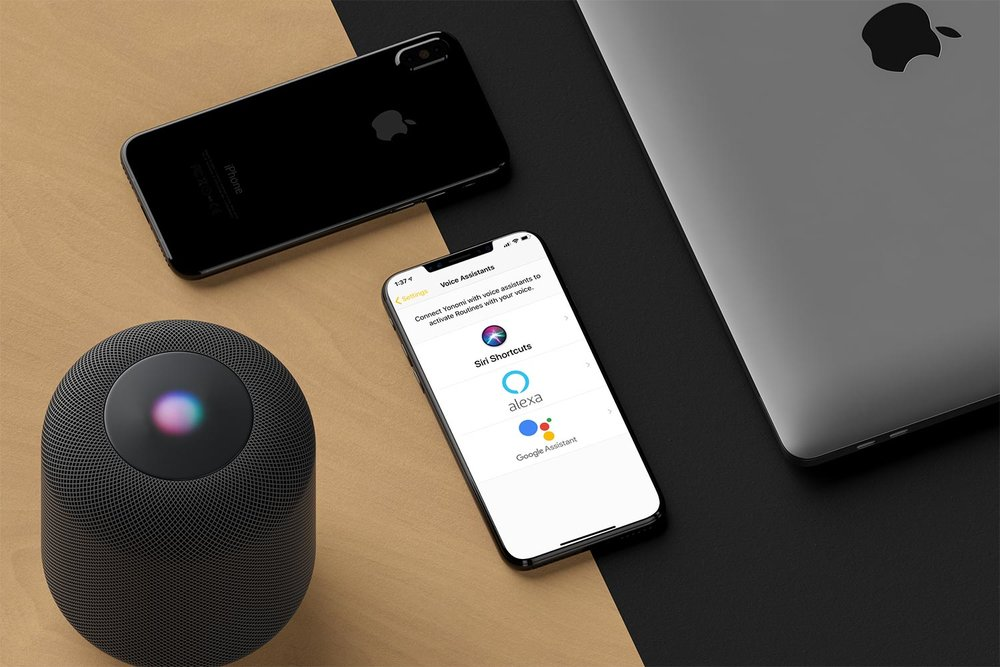 iPhone
1:37
Voice Assistants
Settings
Connect Yonomi with voice assistants to
activate Routines with your voice.
Siri Shortcuts
alexa
Google Assistant